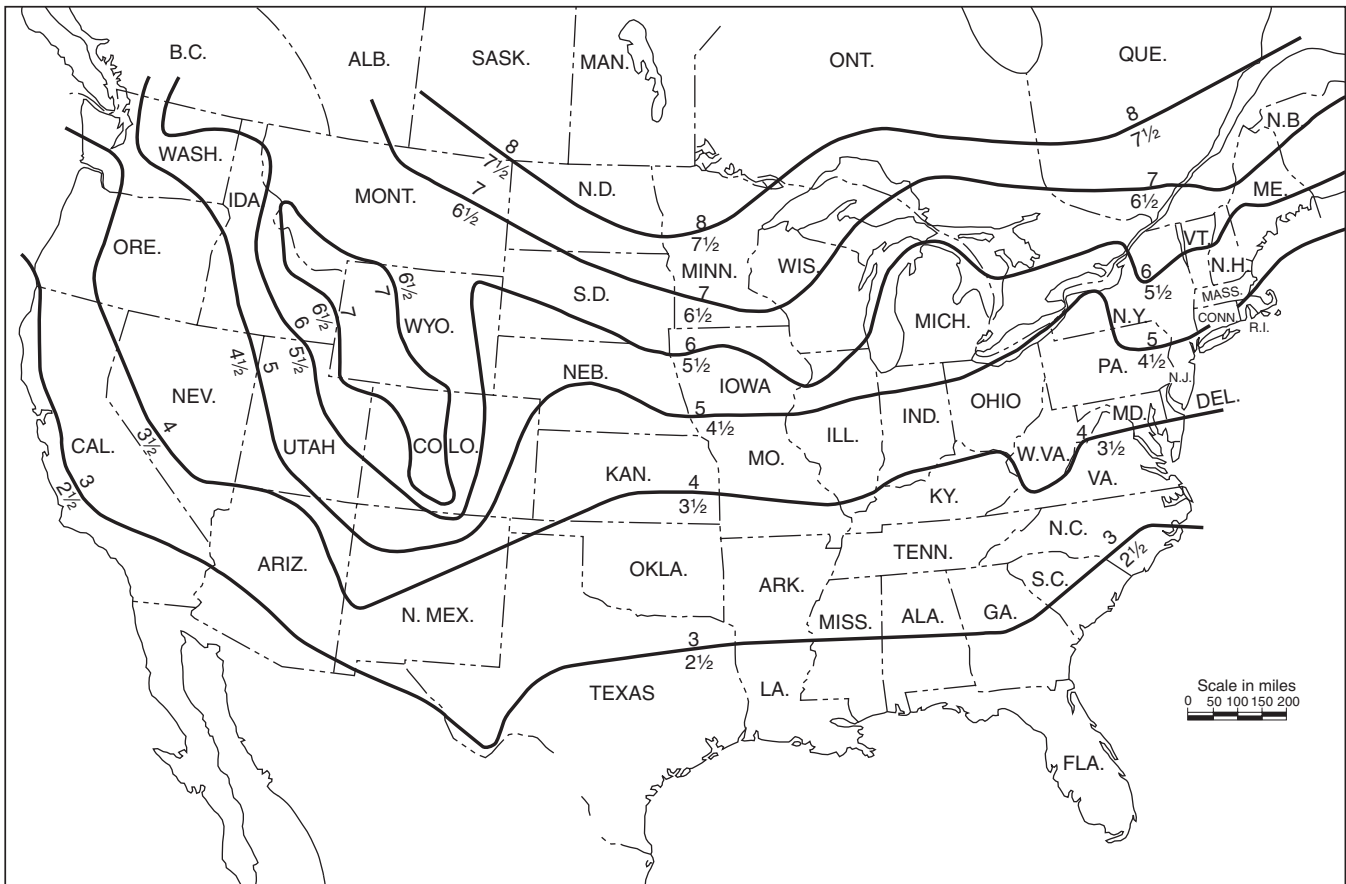 B.C.
ALB.
SASK.
MAN.
ONT.
QUE.
N.B.
WASH.
IDA.
MONT.
N.D.
MINN.
WIS.
MICH.
ME.
VT.
N.H.
MASS.
CONN.
R.I.
N.Y.
ORE.
WYO.
S.D.
IOWA
NEB.
PA.
N.J.
DEL.
MD.
NEV.
UTAH
COLO.
CAL.
KAN.
MO.
ILL.
IND.
OHIO
W.VA.
VA.
KY.
ARIZ.
N. MEX.
OKLA.
ARK.
TENN.
N.C.
S.C.
MISS.
ALA.
GA.
TEXAS
LA.
FLA.
8
7½
8
7½
8
7½
7
6½
7
6½
7
6½
6½
7
6½
7
6
5½
6
5½
6
5½
5
4½
5
4½
5
4½
4
3½
4
3½
4
3½
3
2½
3
2½
3
2½
Scale in miles
0 50 100 150 200